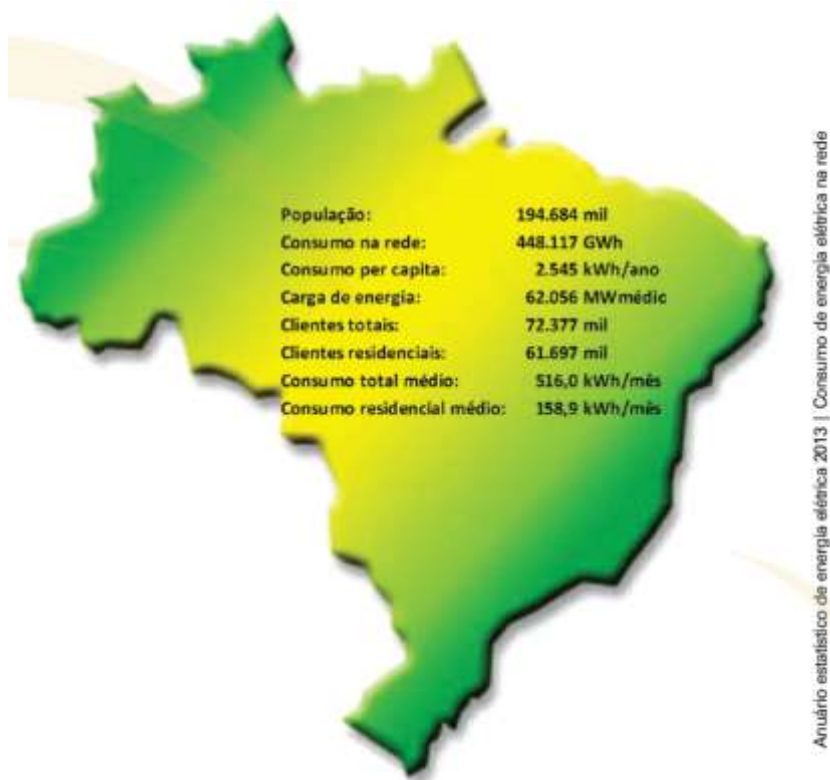 População: 194.684 mil
Consumo na rede: 448.117 GWh
Consumo per capita: 2.545 kWh/ano
Carga de energia: 62.056 MWmédio
Clientes totais: 72.377 mil
Clientes residenciais: 61.697 mil
Consumo total médio: 516,0 kWh/mês
Consumo residencial médio: 158,9 kWh/mês
Anuário estatístico de energia elétrica 2013 | Consumo de energia elétrica na rede